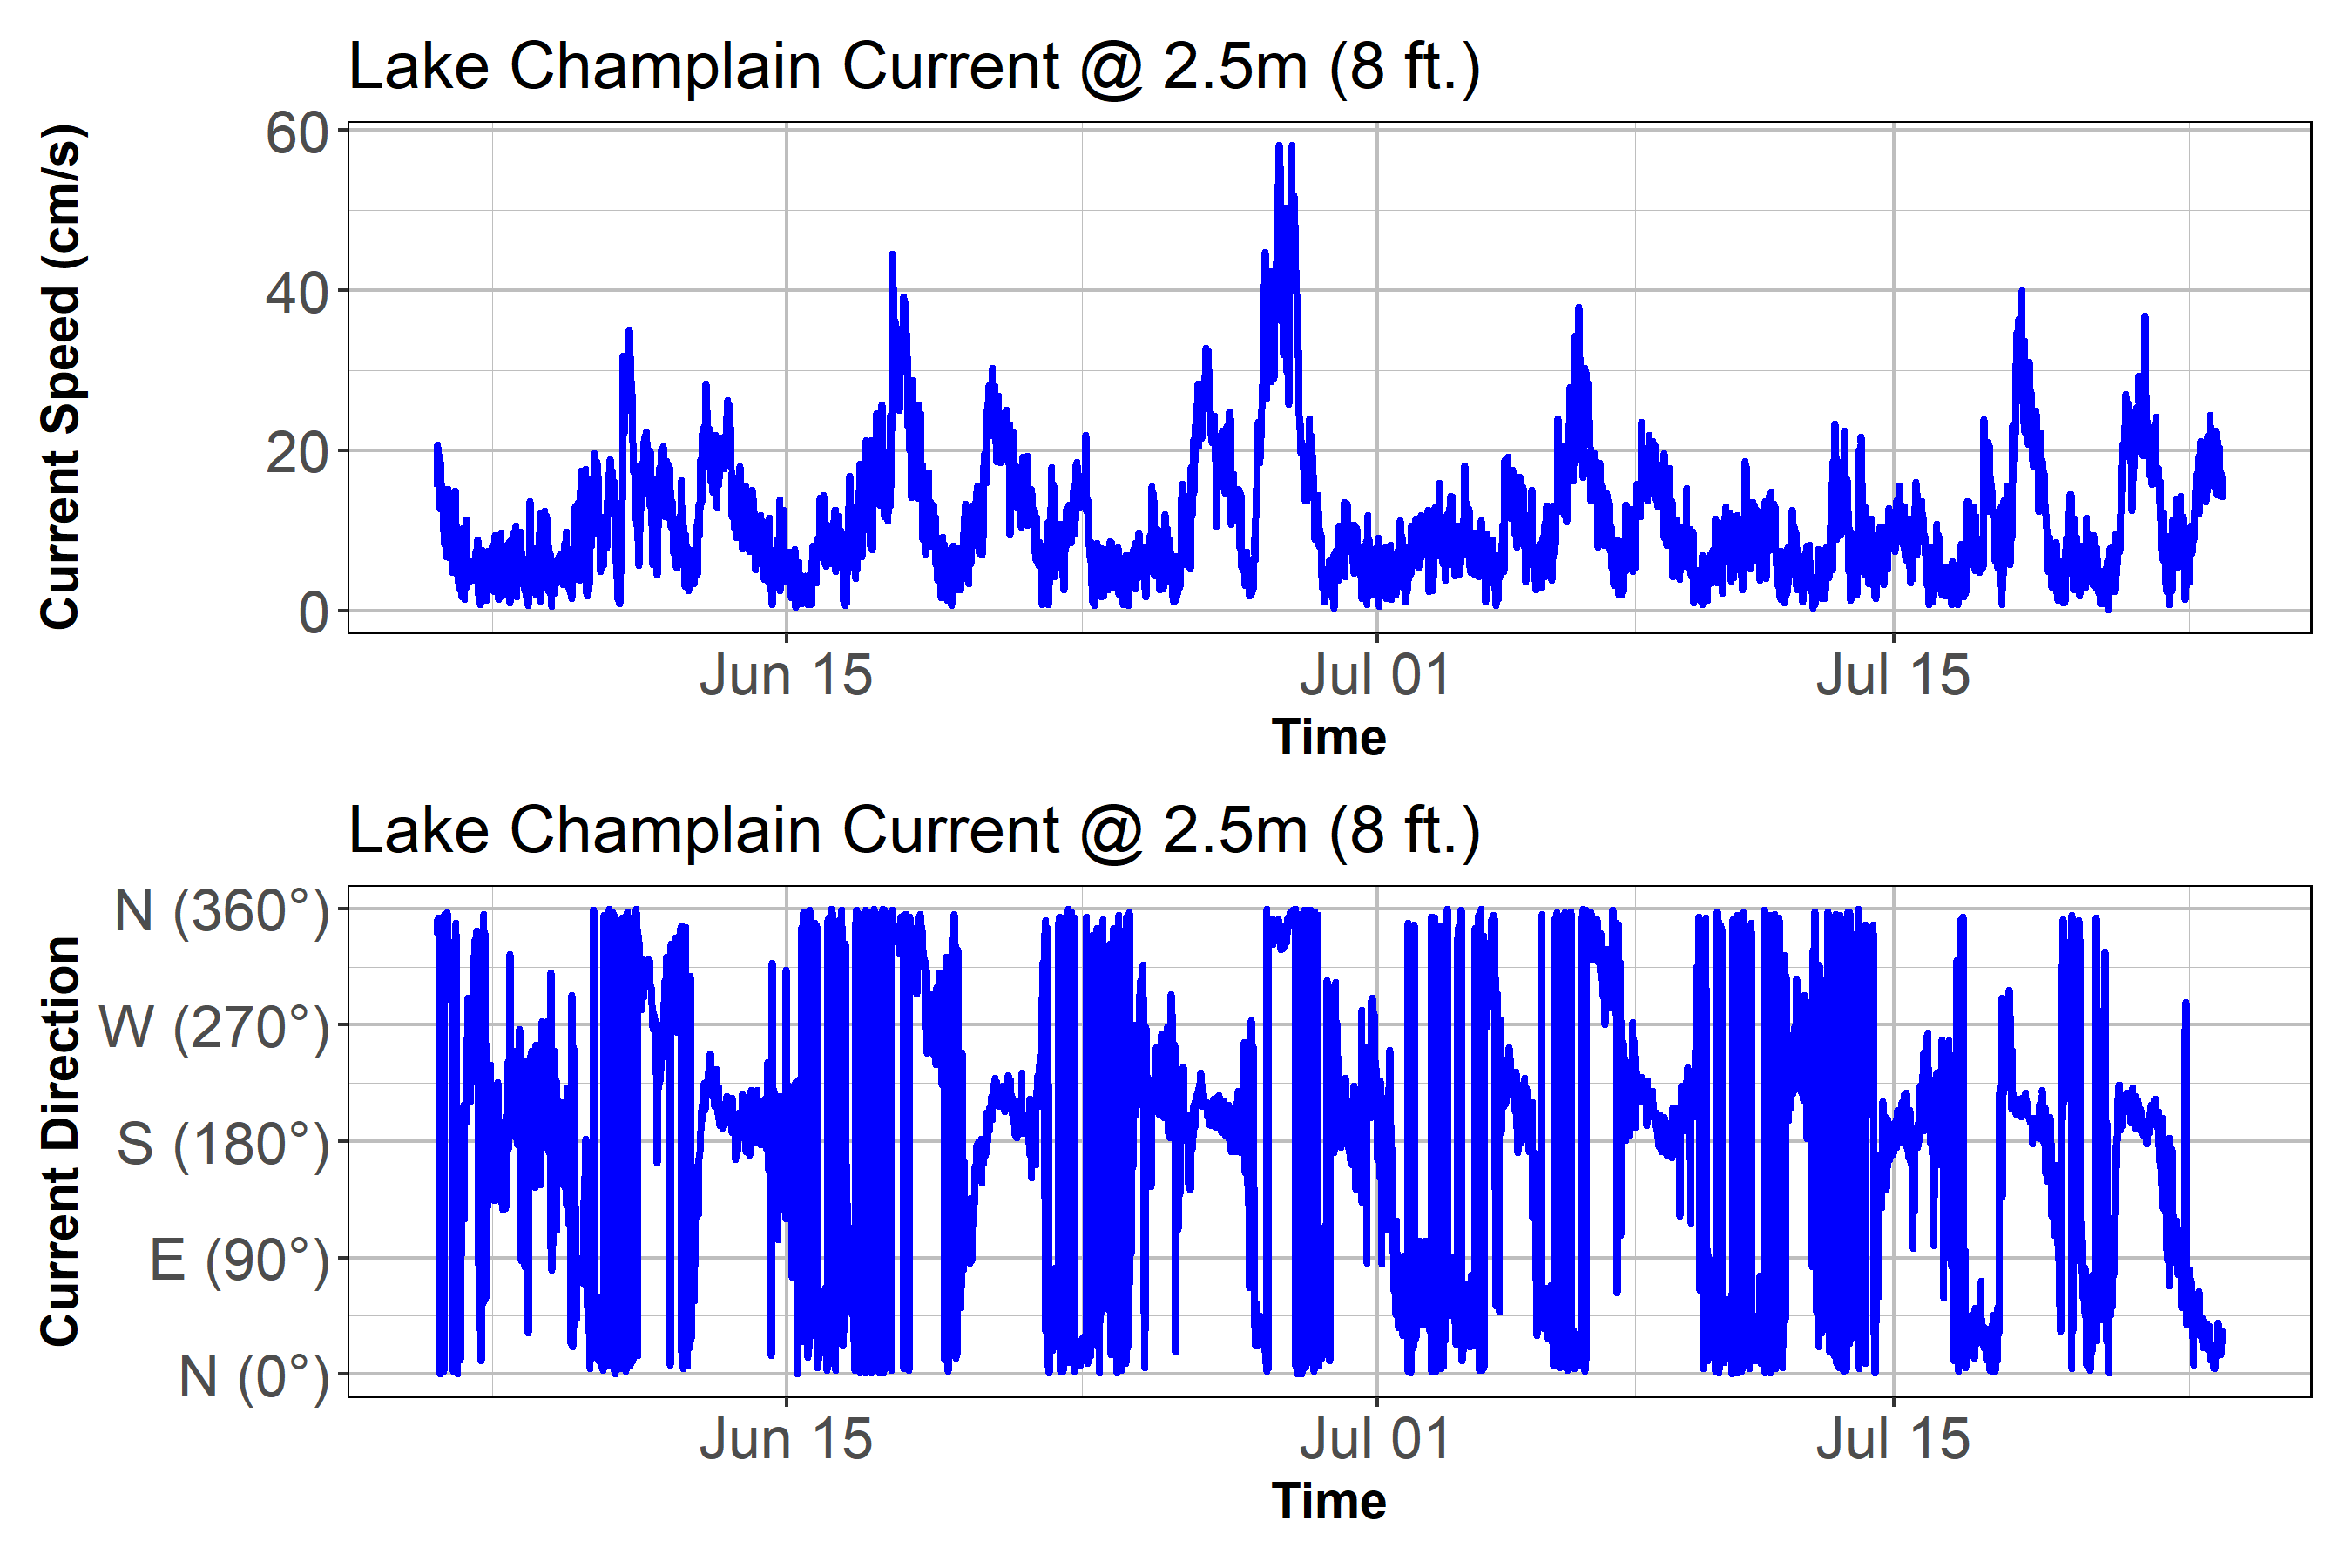 Lake Champlain Current @ 2.5m (8 ft.)
Current Speed (cm/s)
60
40
20
0
Jun 15
Jul 01
Jul 15
Time
Lake Champlain Current @ 2.5m (8 ft.)
Current Direction
N (360°)
W (270°)
S (180°)
E (90°)
N (0°)
Jun 15
Jul 01
Jul 15
Time